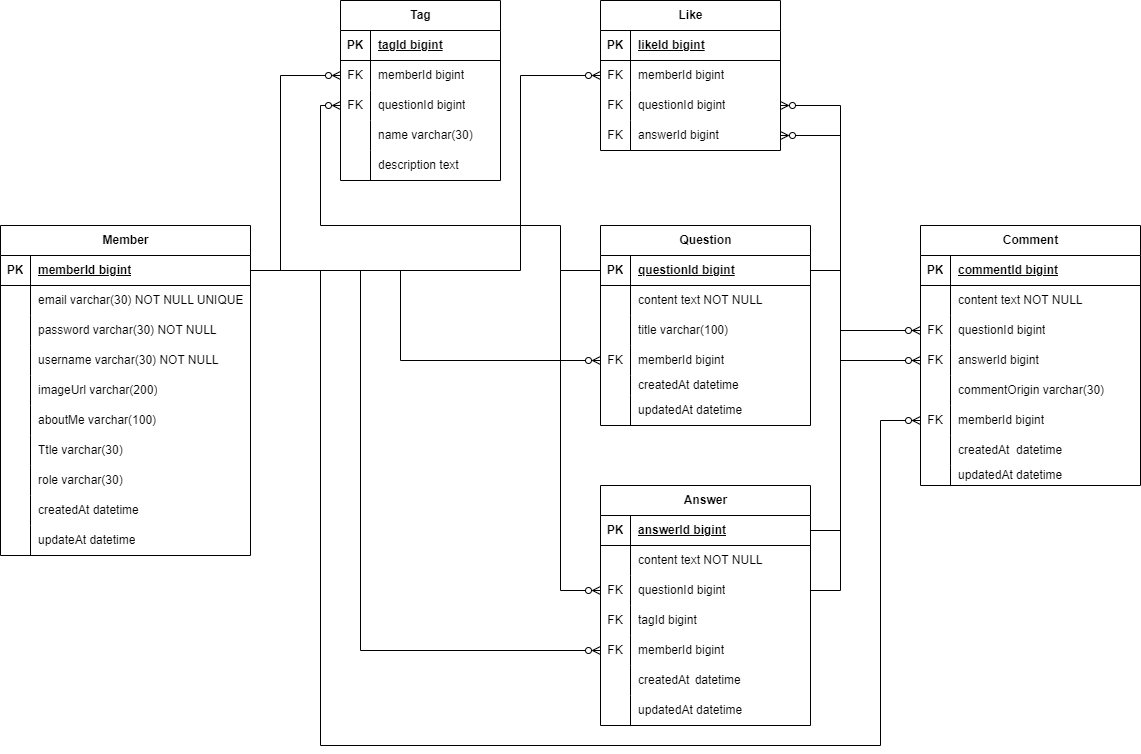 Tag
PK tagId bigint
FK memberId bigint
FK questionId bigint
name varchar(30)
description text
Like
PK likeId bigint
FK memberId bigint
FK questionId bigint
FK answerId bigint
Member
PK memberId bigint
email varchar(30) NOT NULL UNIQUE
password varchar(30) NOT NULL
username varchar(30) NOT NULL
imageUrl varchar(200)
aboutMe varchar(100)
Ttle varchar(30)
role varchar(30)
createdAt datetime
updateAt datetime
Question
PK questionId bigint
content text NOT NULL
title varchar(100)
FK memberId bigint
createdAt datetime
updatedAt datetime
Comment
PK commentId bigint
content text NOT NULL
FK questionId bigint
FK answerId bigint
commentOrigin varchar(30)
FK memberId bigint
createdAt datetime
updatedAt datetime
Answer
PK answerId bigint
content text NOT NULL
FK questionId bigint
FK tagId bigint
FK memberId bigint
createdAt datetime
updatedAt datetime